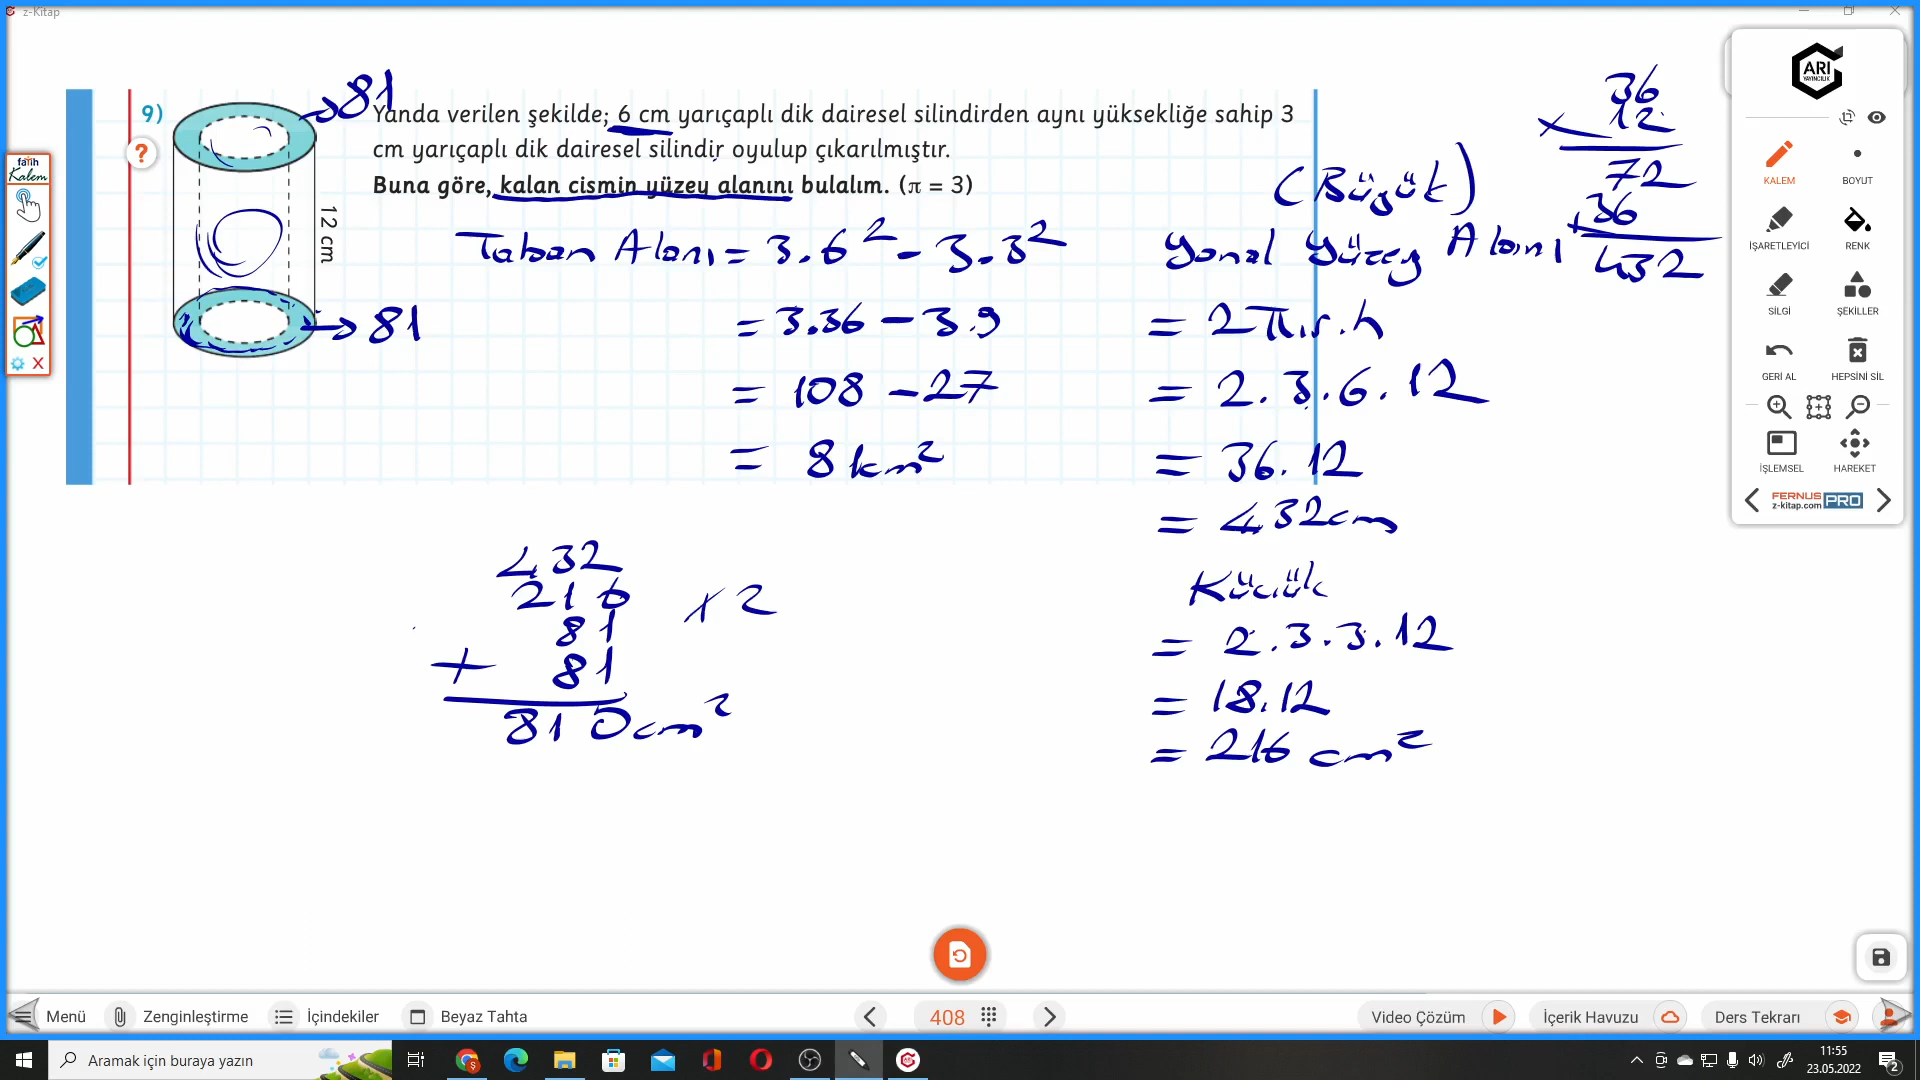 z-Kitap
9)
Yanda verilen şekilde; 6 cm yarıçaplı dik dairesel silindirden aynı yüksekliğe sahip 3
cm yarıçaplı dik dairesel silindir oyulup çıkarılmıştır.
Buna göre, kalan cismin yüzey alanını bulalım. (π = 3)
?
12 cm
→81
→81
Taban Alanı = 3.6² - 3.3²
= 3.36 - 3.9
= 108 - 27
= 81cm²
(Büyük)
Yanal Yüzey Alanı
= 2π.r.h
= 2.3.6.12
= 36.12
= 432cm
Küçük
= 2.3.3.12
= 18.12
= 216 cm²
36
x 12
72
+36
432
432
216 x2
81
+ 81
810cm²
fatih
Kalem
X
ARI
YAYINCILIK
KALEM
BOYUT
İŞARETLEYİCİ
RENK
SİLGİ
ŞEKİLLER
GERİ AL
HEPSİNİ SİL
İŞLEMSEL
HAREKET
FERNUS PRO
z-kitap.com
Menü
Zenginleştirme
İçindekiler
Beyaz Tahta
408
Video Çözüm
İçerik Havuzu
Ders Tekrarı
Aramak için buraya yazın
11:55
23.05.2022
2